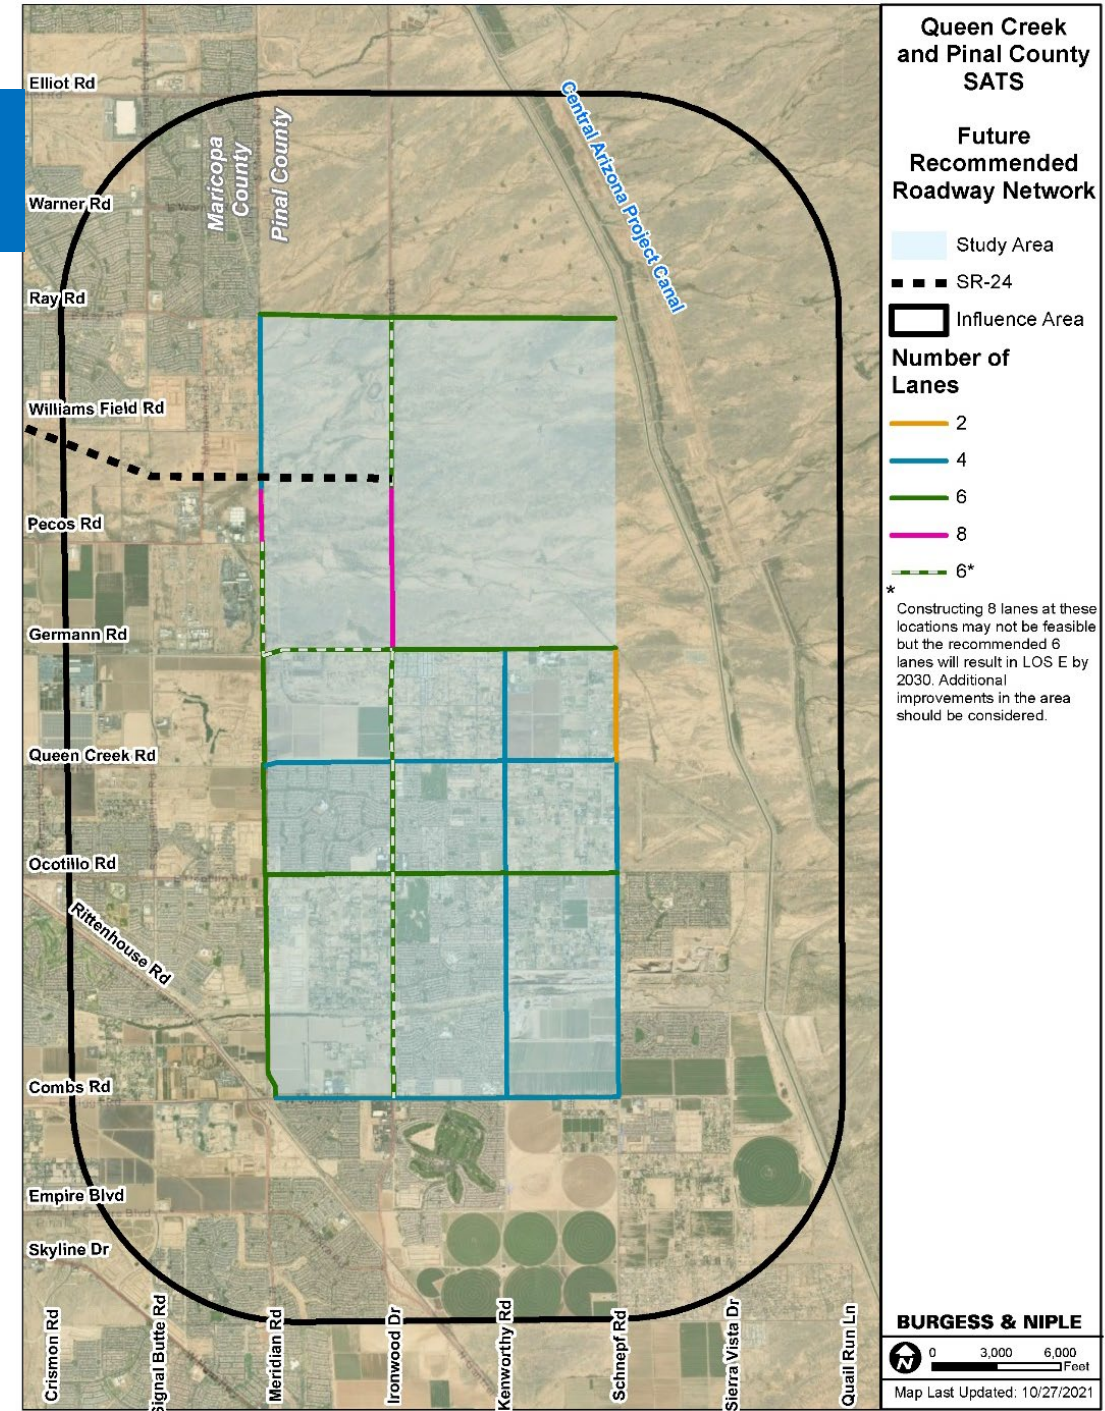 Queen Creek
and Pinal County
SATS
Future
Recommended
Roadway Network
Study Area
SR-24
Influence Area
Number of
Lanes
2
4
6
8
6*
*
Constructing 8 lanes at these
locations may not be feasible
but the recommended 6
lanes will result in LOS E by
2030. Additional
improvements in the area
should be considered.
BURGESS & NIPLE
N
0 3,000 6,000
Feet
Map Last Updated: 10/27/2021
Elliot Rd
Warner Rd
Ray Rd
Williams Field Rd
Pecos Rd
Germann Rd
Queen Creek Rd
Ocotillo Rd
Rittenhouse Rd
Combs Rd
Empire Blvd
Skyline Dr
Maricopa
County
Pinal County
Central Arizona Project Canal
Crismon Rd
Signal Butte Rd
Meridian Rd
Ironwood Dr
Kenworthy Rd
Schnepf Rd
Sierra Vista Dr
Quail Run Ln